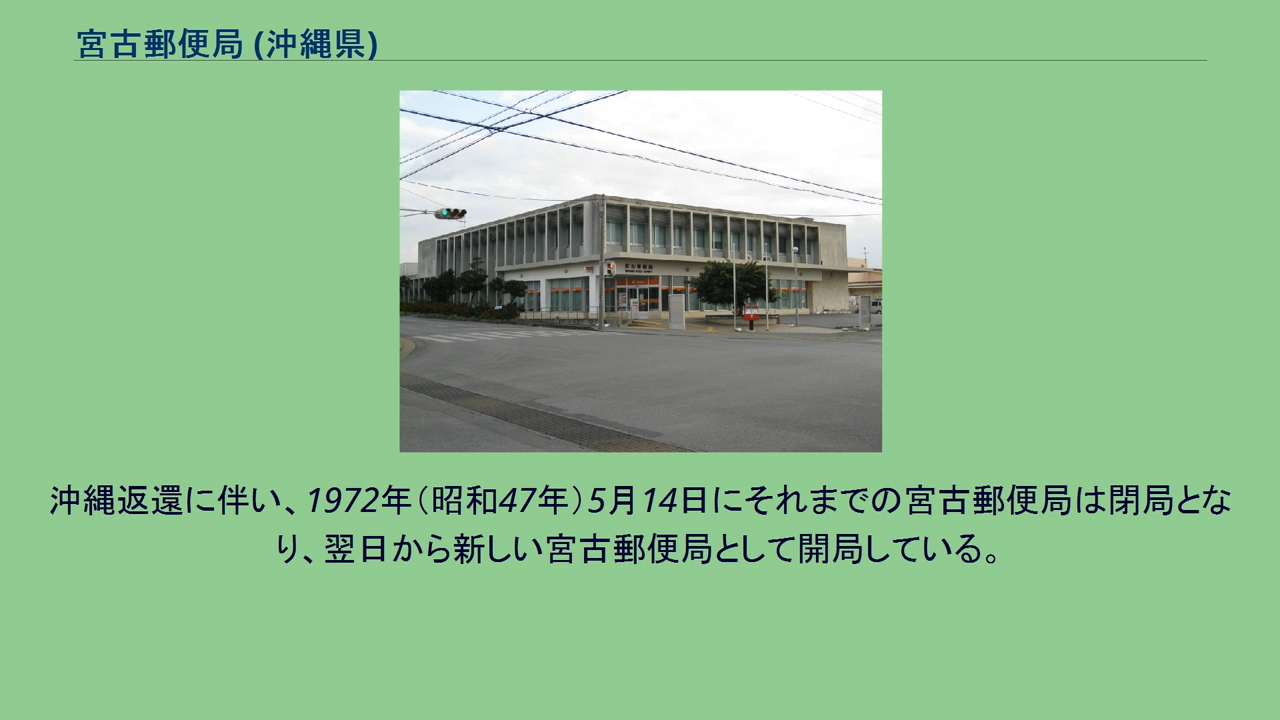 宮古郵便局 (沖縄県)
沖縄返還に伴い、1972年（昭和47年）5月14日にそれまでの宮古郵便局は閉局とな
り、翌日から新しい宮古郵便局として開局している。